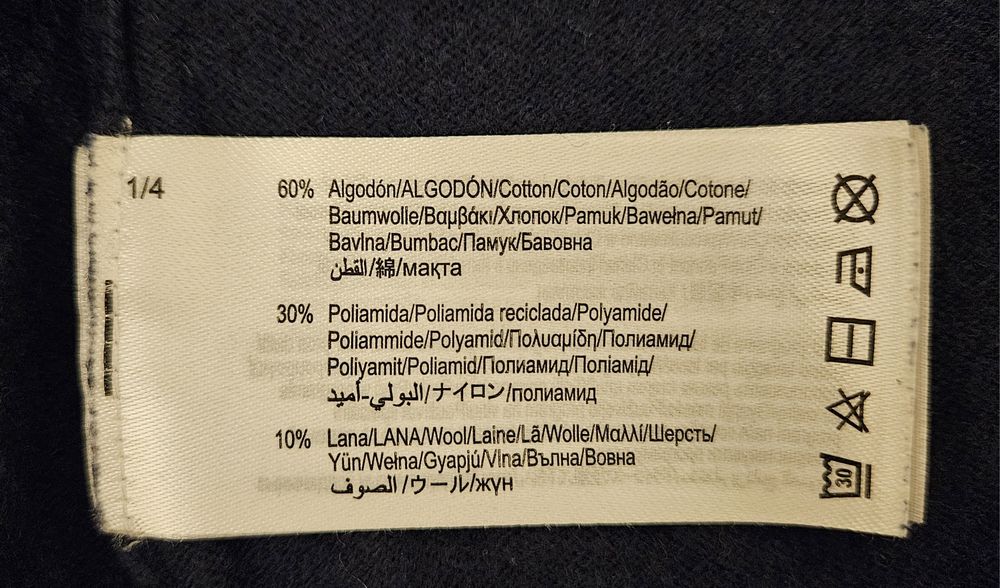 1/4
60% Algodón/ALGODÓN/Cotton/Coton/Algodão/Cotone/
Baumwolle/Βαμβάκι/Хлопок/Pamuk/Bawełna/Pamut/
Bavlna/Bumbac/Памук/Бавовна
القطن/綿/мақта
30% Poliamida/Poliamida reciclada/Polyamide/
Poliammide/Polyamid/Πολυαμίδη/Полиамид/
Poliyamit/Poliamid/Полиамид/Поліамід/
البولي-أميد/ナイロン/полиамид
10% Lana/LANA/Wool/Laine/Lã/Wolle/Μαλλί/Шерсть/
Yün/Wełna/Gyapjú/Vlna/Вълна/Вовна
الصوف/ウール/жүн
30